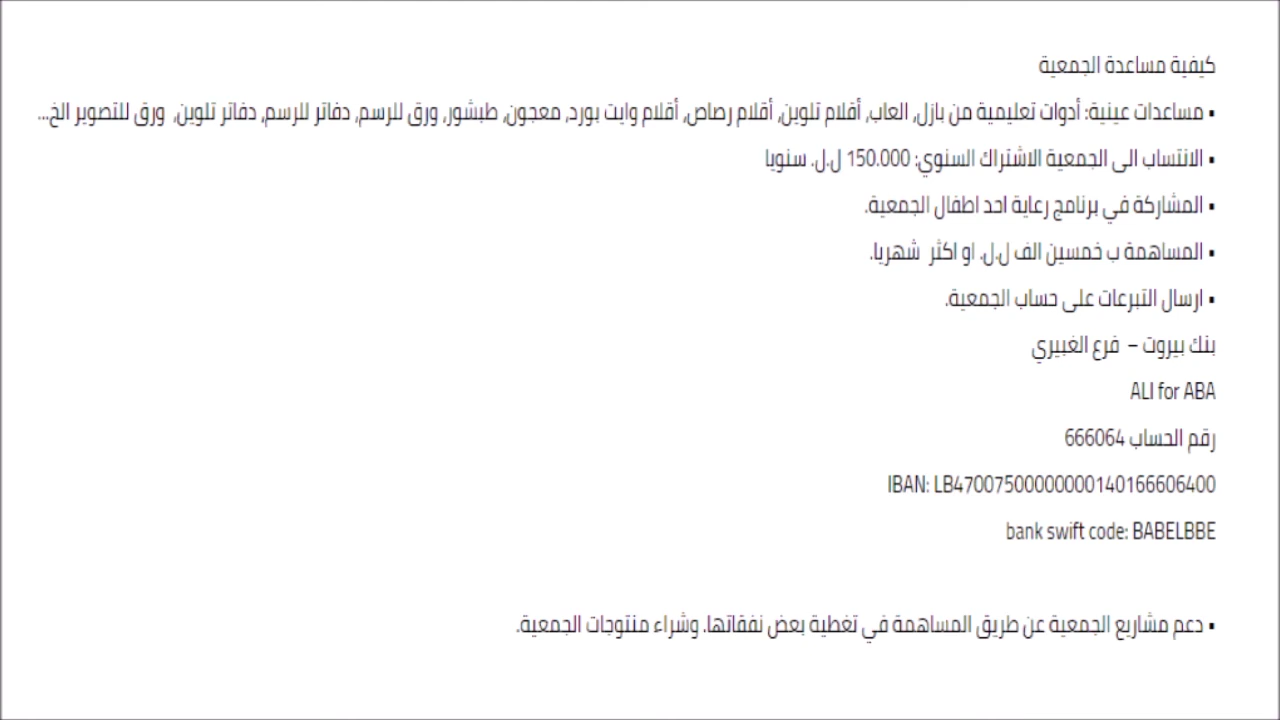 كيفية مساعدة الجمعية
▪ مساعدات عينية: أدوات تعليمية من بازل, العاب, أقلام تلوين, أقلام رصاص, أقلام وايت بورد, معجون, طبشور, ورق للرسم, دفاتر للرسم, دفاتر تلوين, ورق للتصوير الخ...
▪ الانتساب الى الجمعية الاشتراك السنوي: 150.000 ل.ل. سنويا
▪ المشاركة في برنامج رعاية احد اطفال الجمعية.
▪ المساهمة ب خمسين الف ل.ل. او اكثر شهريا.
▪ ارسال التبرعات على حساب الجمعية.
بنك بيروت – فرع الغبيري
ALI for ABA
رقم الحساب 666064
IBAN: LB47007500000000140166606400
bank swift code: BABELBBE
▪ دعم مشاريع الجمعية عن طريق المساهمة في تغطية بعض نفقاتها. وشراء منتوجات الجمعية.